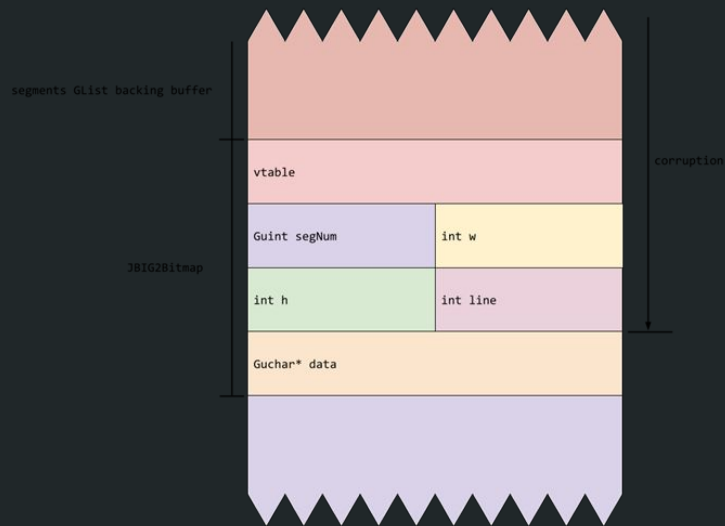 segments GList backing buffer
corruption
vtable
Guint segNum
int w
JBIG2Bitmap
int h
int line
Guchar* data